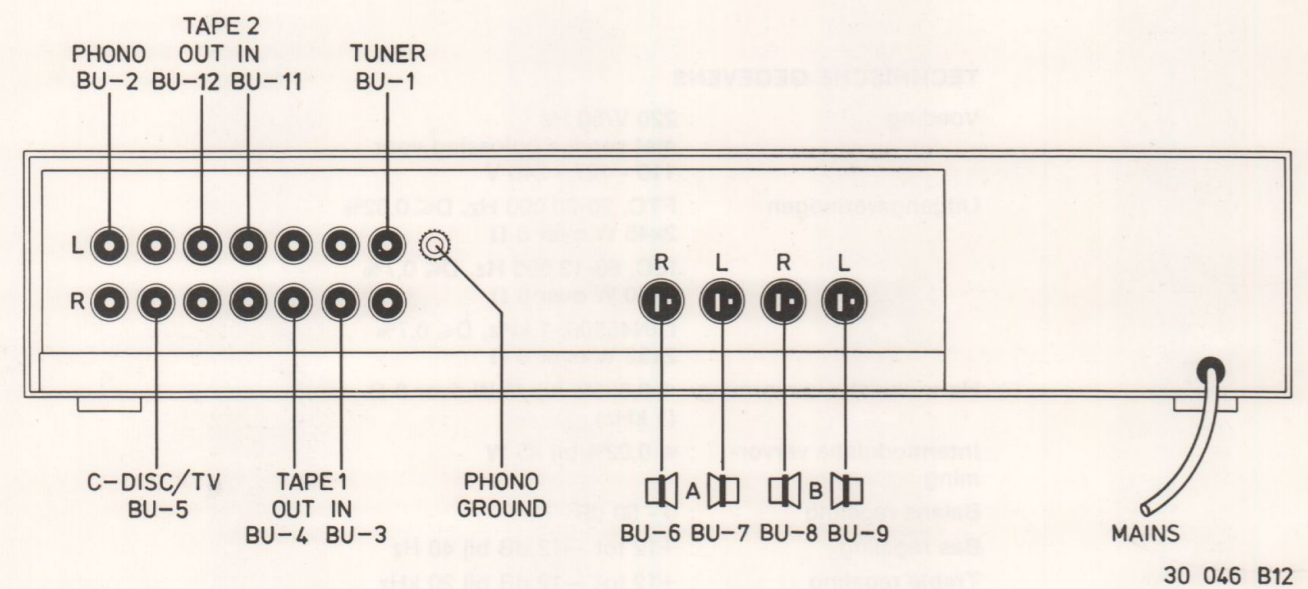 TAPE 2
PHONO OUT IN TUNER
BU-2 BU-12 BU-11 BU-1
L
R
R L R L
C-DISC/TV TAPE 1 PHONO
BU-5 OUT IN GROUND
BU-4 BU-3
A B
BU-6 BU-7 BU-8 BU-9
MAINS
30 046 B12